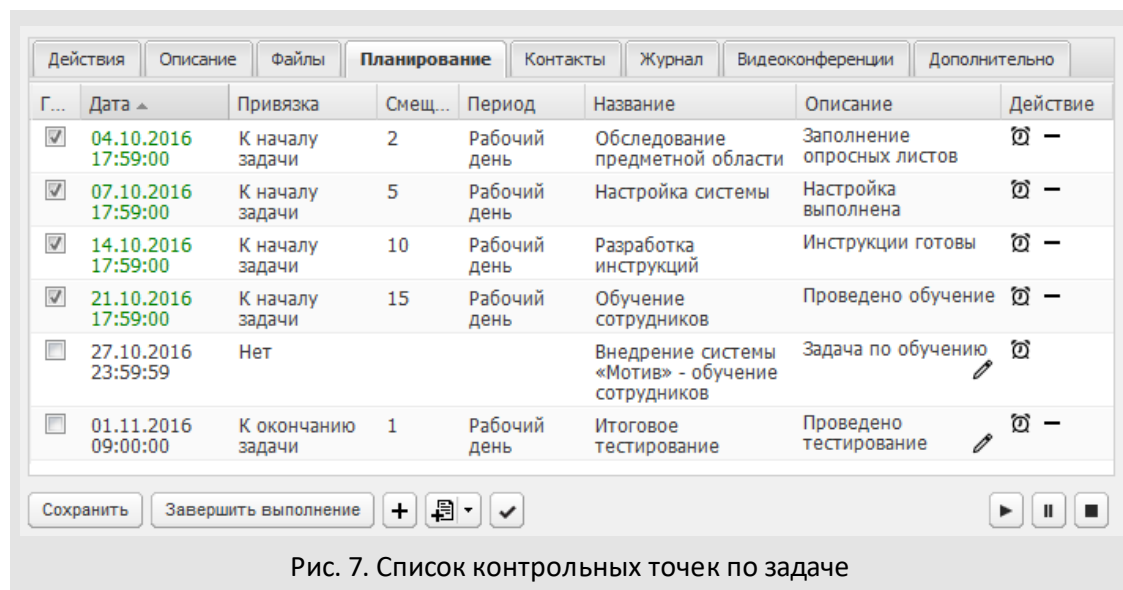 Действия Описание Файлы Планирование Контакты Журнал Видеоконференции Дополнительно
Г... Дата Привязка Смещ... Период Название Описание Действие
04.10.2016 К началу 2 Рабочий Обследование Заполнение
17:59:00 задачи день предметной области опросных листов
07.10.2016 К началу 5 Рабочий Настройка системы Настройка
17:59:00 задачи день выполнена
14.10.2016 К началу 10 Рабочий Разработка Инструкции готовы
17:59:00 задачи день инструкций
21.10.2016 К началу 15 Рабочий Обучение Проведено обучение
17:59:00 задачи день сотрудников
27.10.2016 Нет Внедрение системы Задача по обучению
23:59:59 «Мотив» - обучение
сотрудников
01.11.2016 К окончанию 1 Рабочий Итоговое Проведено
09:00:00 задачи день тестирование тестирование
Сохранить Завершить выполнение
Рис. 7. Список контрольных точек по задаче